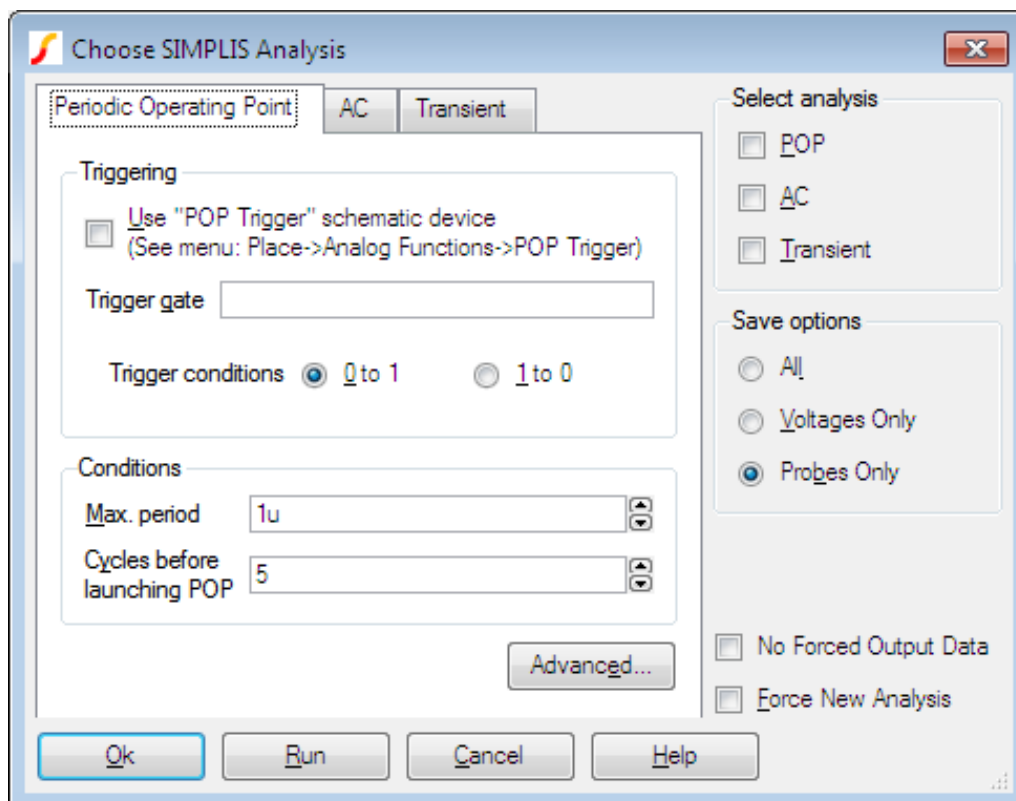 Choose SIMPLIS Analysis
Periodic Operating Point
AC
Transient
Triggering
Use "POP Trigger" schematic device
(See menu: Place->Analog Functions->POP Trigger)
Trigger gate
Trigger conditions
0 to 1
1 to 0
Conditions
Max. period
1u
Cycles before
launching POP
5
Advanced...
Select analysis
POP
AC
Transient
Save options
All
Voltages Only
Probes Only
No Forced Output Data
Force New Analysis
Ok
Run
Cancel
Help